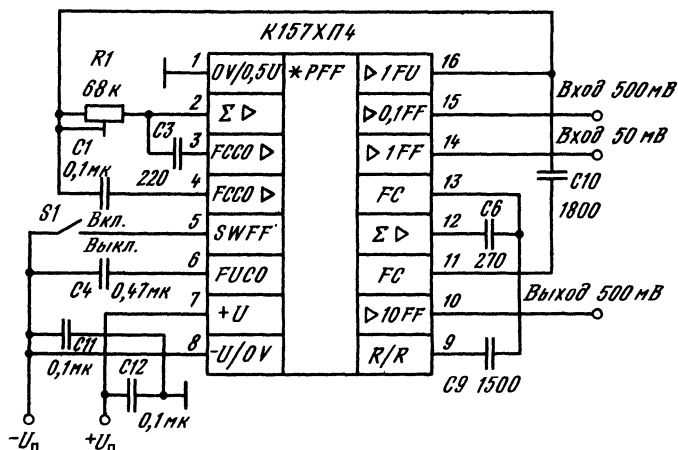 К157ХП4
R1
68к
C1
0,1мк
C3
220
S1
Вкл.
Выкл.
C4
0,47мк
C11
0,1мк
C12
0,1мк
-Uп
+Uп
1
2
3
4
5
6
7
8
0V/0,5U
Σ ▷
FCCO ▷
FCCO ▷
SWFF
FUCO
+U
-U/0V
*PFF
▷1FU
▷0,1FF
▷1FF
FC
Σ ▷
FC
▷10FF
R/R
16
15
14
13
12
11
10
9
Вход 500мВ
Вход 50 мВ
C10
1800
C6
270
Выход 500мВ
C9 1500